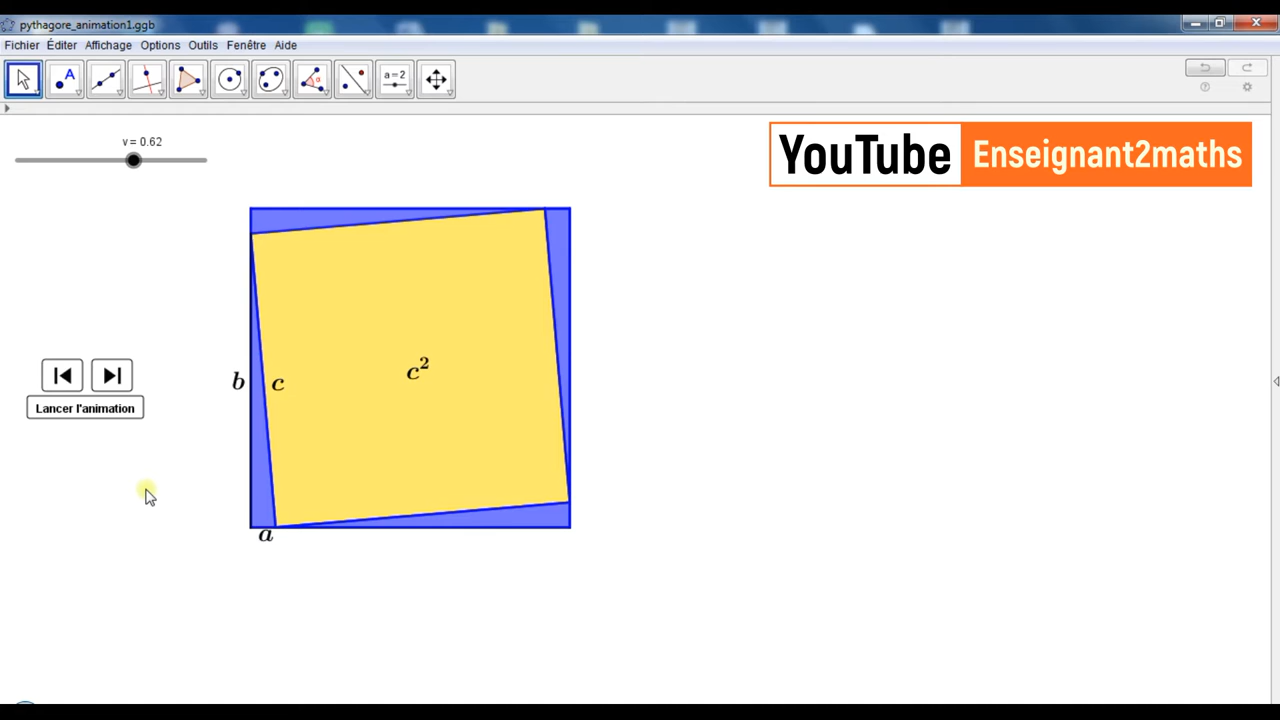 pythagore_animation1.ggb
Fichier Éditer Affichage Options Outils Fenêtre Aide
A
α
a=2
v = 0.62
YouTube Enseignant2maths
c²
b c
Lancer l'animation
a